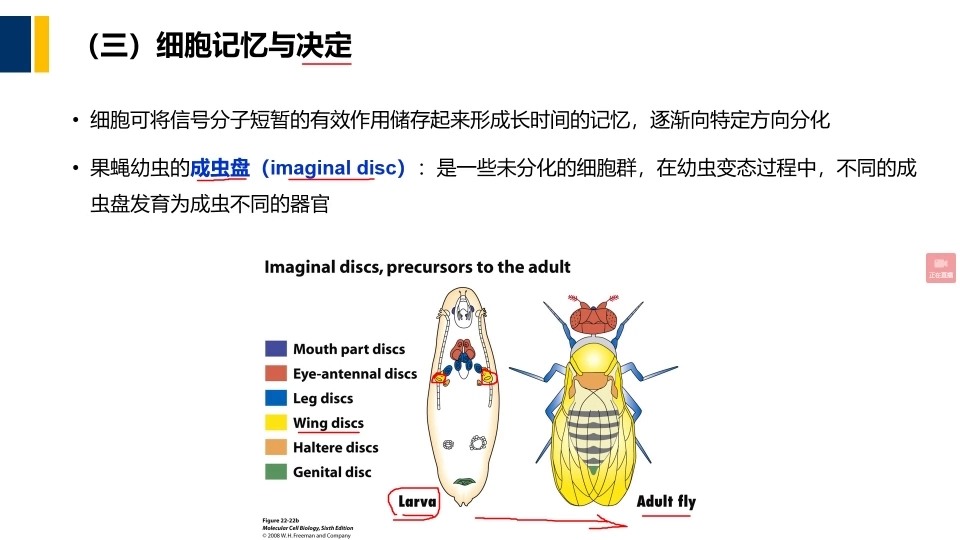 （三）细胞记忆与决定
• 细胞可将信号分子短暂的有效作用储存起来形成长时间的记忆，逐渐向特定方向分化
• 果蝇幼虫的成虫盘（imaginal disc）：是一些未分化的细胞群，在幼虫变态过程中，不同的成
虫盘发育为成虫不同的器官
Imaginal discs, precursors to the adult
Mouth part discs
Eye-antennal discs
Leg discs
Wing discs
Haltere discs
Genital disc
Larva
Adult fly
Figure 22-22b
Molecular Cell Biology, Sixth Edition
© 2008 W.H. Freeman and Company
正在直播